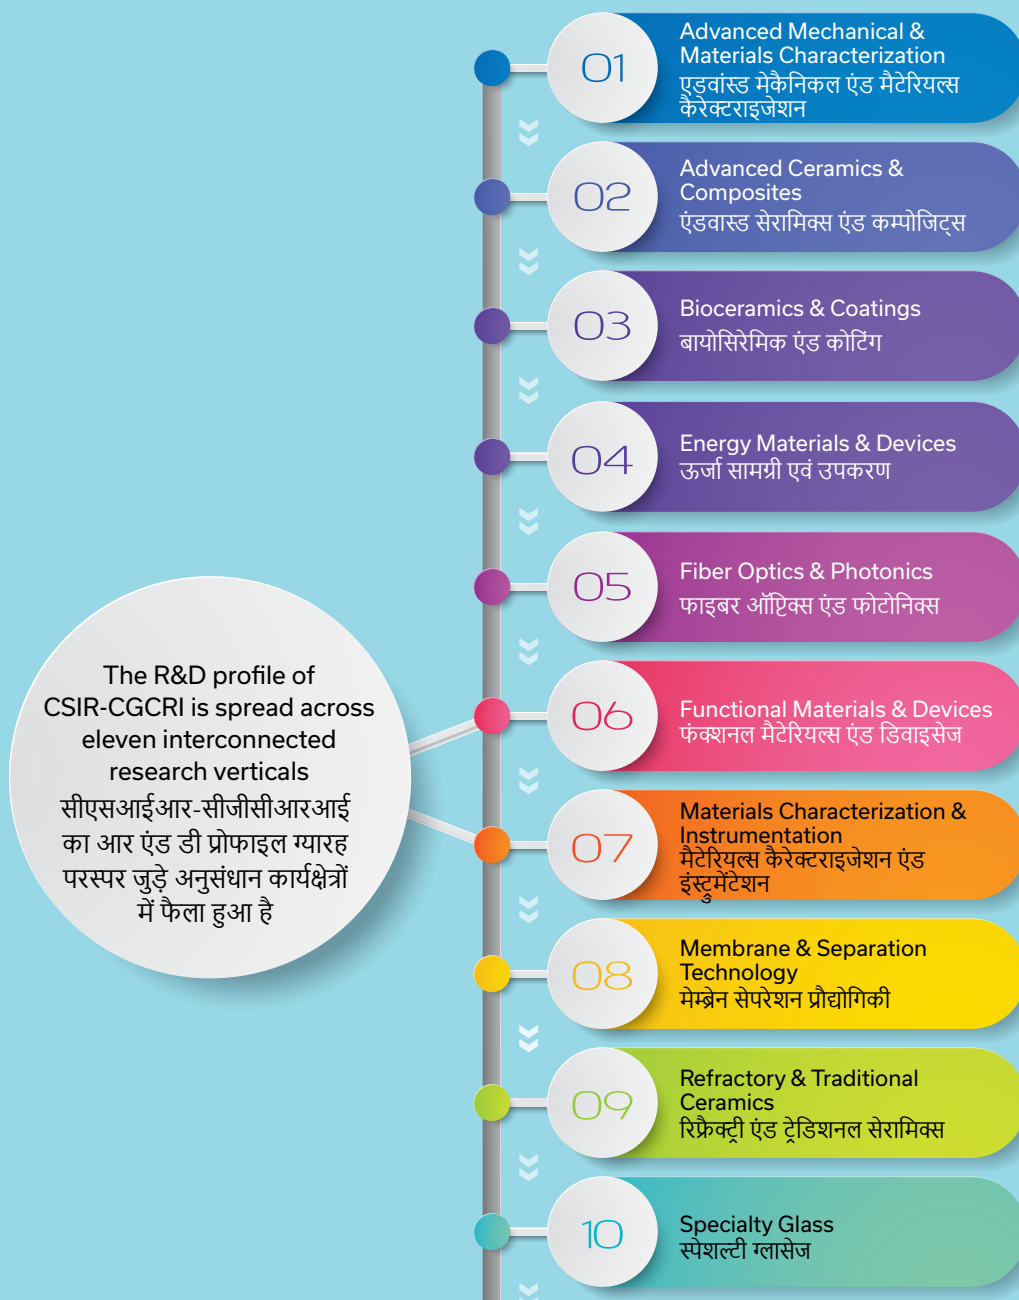 The R&D profile of
CSIR-CGCRI is spread across
eleven interconnected
research verticals
सीएसआईआर-सीजीसीआरआई
का आर एंड डी प्रोफाइल ग्यारह
परस्पर जुड़े अनुसंधान कार्यक्षेत्रों
में फैला हुआ है
01
Advanced Mechanical &
Materials Characterization
एडवांस्ड मेकैनिकल एंड मैटेरियल्स
कैरेक्टराइजेशन
02
Advanced Ceramics &
Composites
एंडवास्ड सेरामिक्स एंड कम्पोजिट्स
03
Bioceramics & Coatings
बायोसिरेमिक एंड कोटिंग
04
Energy Materials & Devices
ऊर्जा सामग्री एवं उपकरण
05
Fiber Optics & Photonics
फाइबर ऑप्टिक्स एंड फोटोनिक्स
06
Functional Materials & Devices
फंक्शनल मैटेरियल्स एंड डिवाइसेज
07
Materials Characterization &
Instrumentation
मैटेरियल्स कैरेक्टराइजेशन एंड
इंस्ट्रुमेंटेशन
08
Membrane & Separation
Technology
मेम्ब्रेन सेपरेशन प्रौद्योगिकी
09
Refractory & Traditional
Ceramics
रिफ्रैक्ट्री एंड ट्रेडिशनल सेरामिक्स
10
Specialty Glass
स्पेशल्टी ग्लासेज